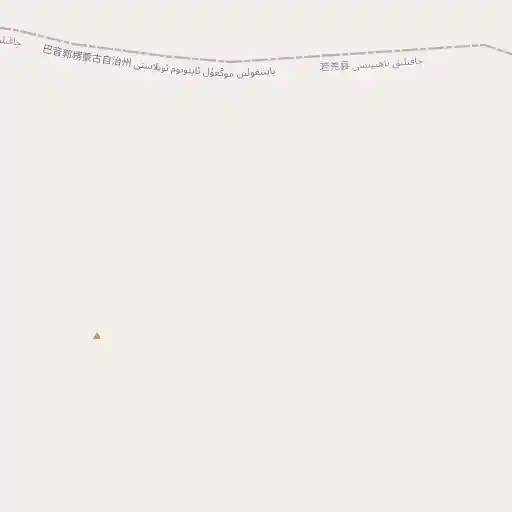 巴音郭楞蒙古自治州 بايىنغولىن موڭغۇل ئاپتونوم ئوبلاستى
若羌县 چاقىلىق ناھىيىسى